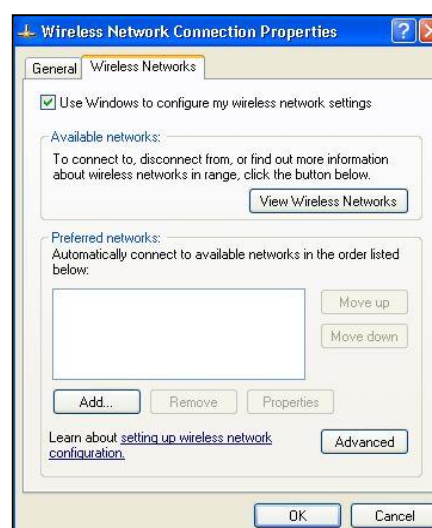 Wireless Network Connection Properties
General
Wireless Networks
Use Windows to configure my wireless network settings
Available networks:
To connect to, disconnect from, or find out more information
about wireless networks in range, click the button below.
View Wireless Networks
Preferred networks:
Automatically connect to available networks in the order listed
below:
Move up
Move down
Add...
Remove
Properties
Learn about setting up wireless network
configuration.
Advanced
OK
Cancel